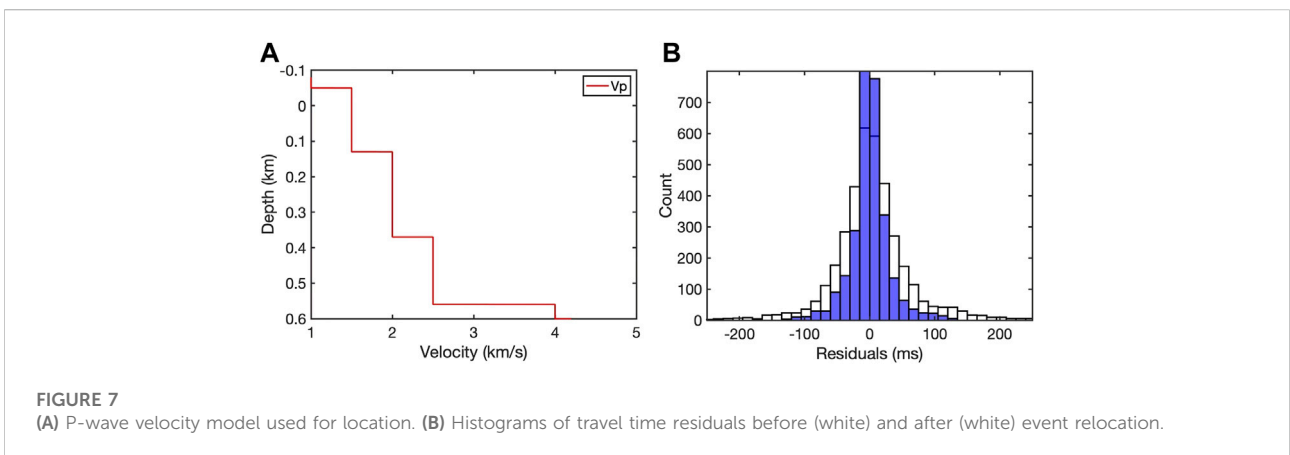 A
B
-0.1
0
0.1
0.2
0.3
0.4
0.5
0.6
Depth (km)
1
2
3
4
5
Velocity (km/s)
Vp
700
600
500
400
300
200
100
0
Count
-200
-100
0
100
200
Residuals (ms)
FIGURE 7
(A) P-wave velocity model used for location. (B) Histograms of travel time residuals before (white) and after (white) event relocation.